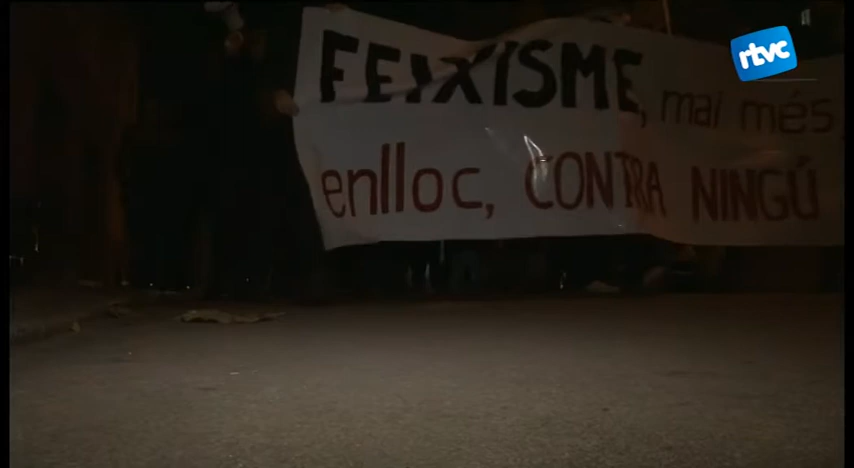 rtvc
FEIXISME, mai més
enlloc, CONTRA NINGÚ